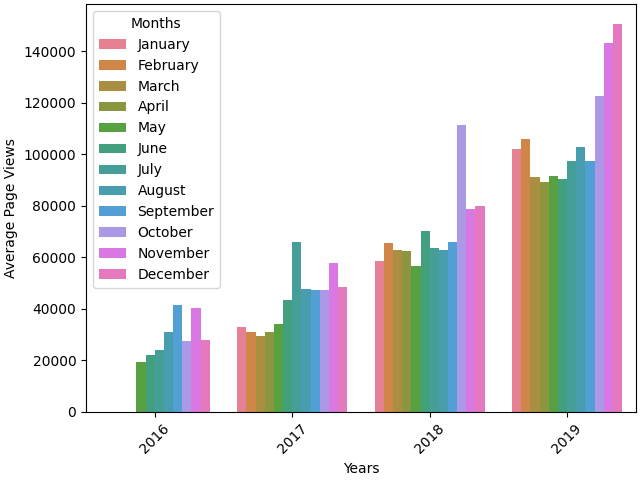 Months
January
February
March
April
May
June
July
August
September
October
November
December
Average Page Views
140000
120000
100000
80000
60000
40000
20000
0
2016
2017
2018
2019
Years